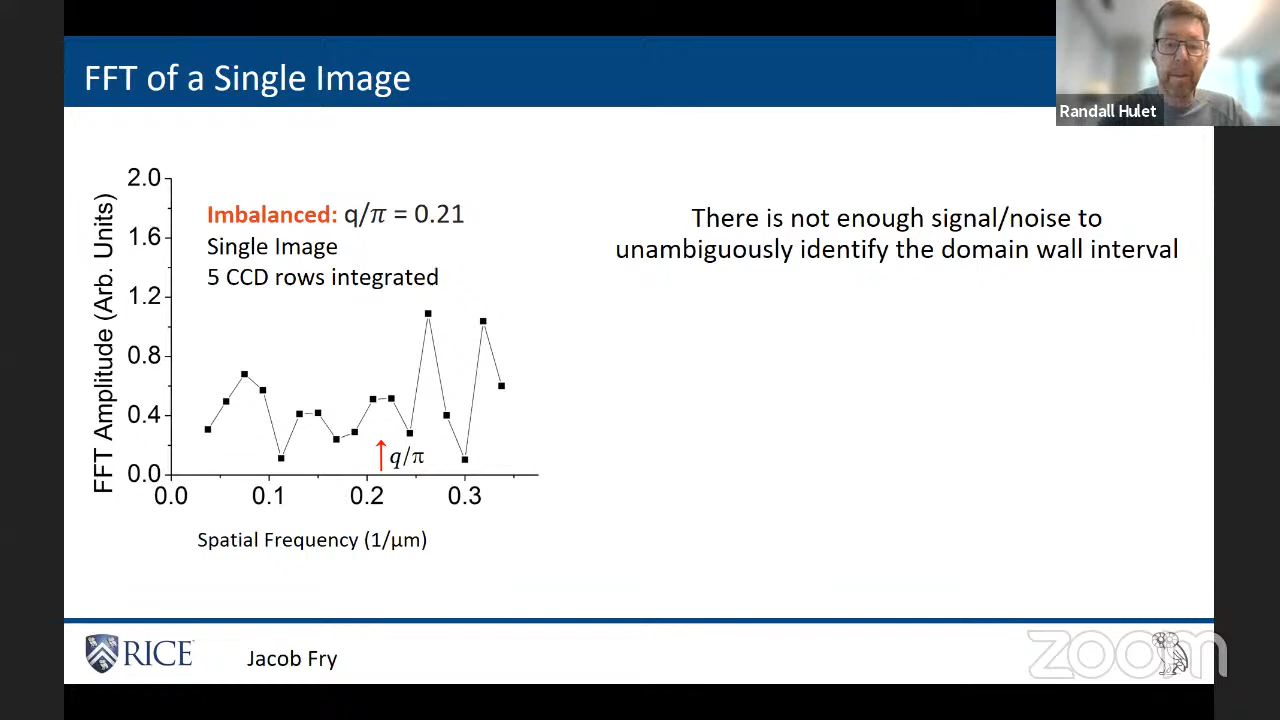 FFT of a Single Image
Randall Hulet
Imbalanced: q/π = 0.21
Single Image
5 CCD rows integrated
There is not enough signal/noise to
unambiguously identify the domain wall interval
FFT Amplitude (Arb. Units)
2.0
1.6
1.2
0.8
0.4
0.0
q/π
0.0 0.1 0.2 0.3
Spatial Frequency (1/μm)
RICE
Jacob Fry
zoom